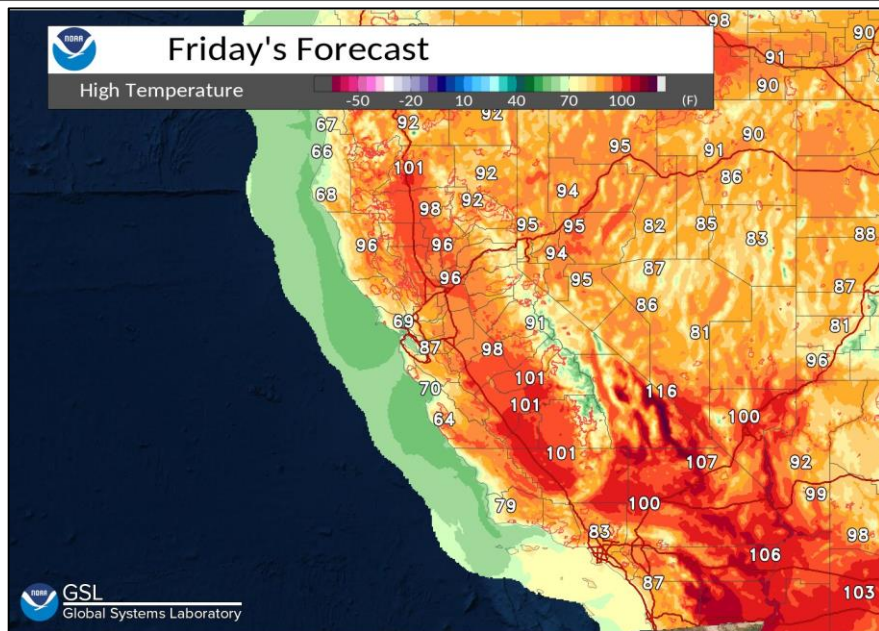 NOAA
Friday's Forecast
High Temperature
-50 -20 10 40 70 100 (F)
98
90
91
90
67 92 92
66 95 91 90
101 92 86
68 98 92 94
95 95 82 85 83 88
96 96 94
96 95 87 87
86
69 91 81 81
87 98 96
70 101 116
64 101 100
101 107 92
79 100 99
83 98
106
87 103
NOAA
GSL
Global Systems Laboratory